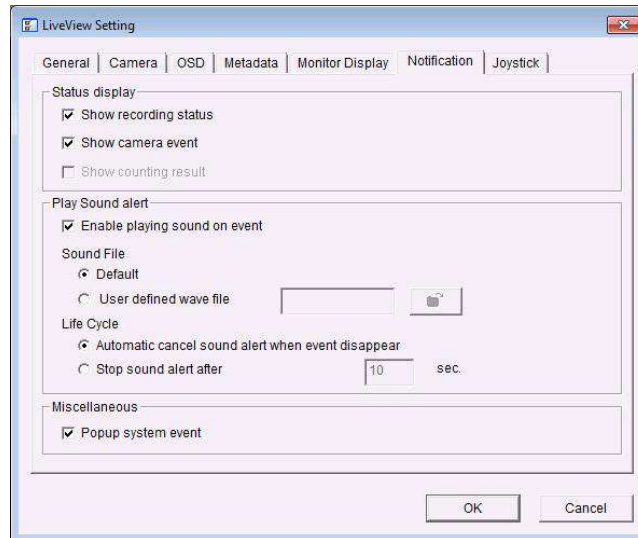 LiveView Setting
General Camera OSD Metadata Monitor Display Notification Joystick
Status display
Show recording status
Show camera event
Show counting result
Play Sound alert
Enable playing sound on event
Sound File
Default
User defined wave file
Life Cycle
Automatic cancel sound alert when event disappear
Stop sound alert after 10 sec.
Miscellaneous
Popup system event
OK Cancel